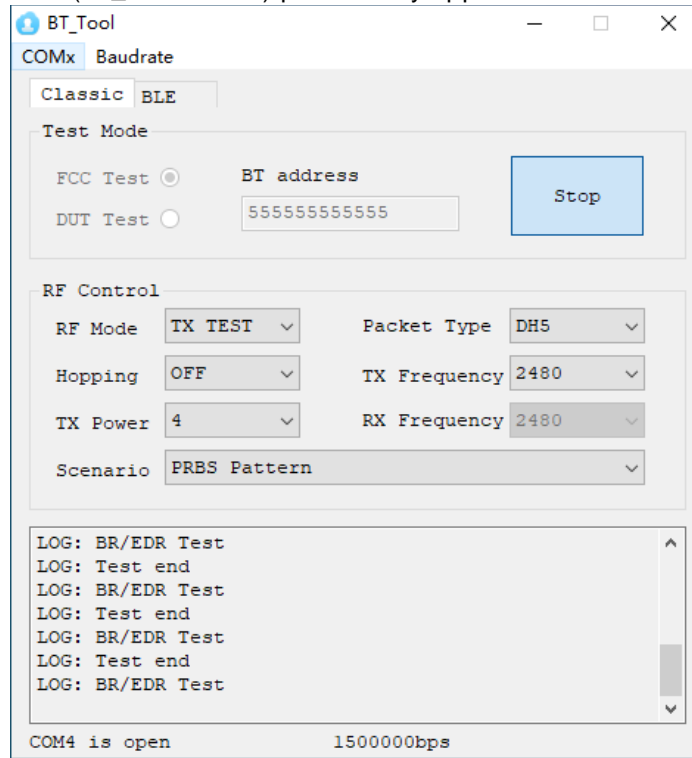 BT_Tool
COMx Baudrate
Classic BLE
Test Mode
FCC Test
BT address
Stop
DUT Test
555555555555
RF Control
RF Mode TX TEST Packet Type DH5
Hopping OFF TX Frequency 2480
TX Power 4 RX Frequency 2480
Scenario PRBS Pattern
LOG: BR/EDR Test
LOG: Test end
LOG: BR/EDR Test
LOG: Test end
LOG: BR/EDR Test
LOG: Test end
LOG: BR/EDR Test
COM4 is open 1500000bps